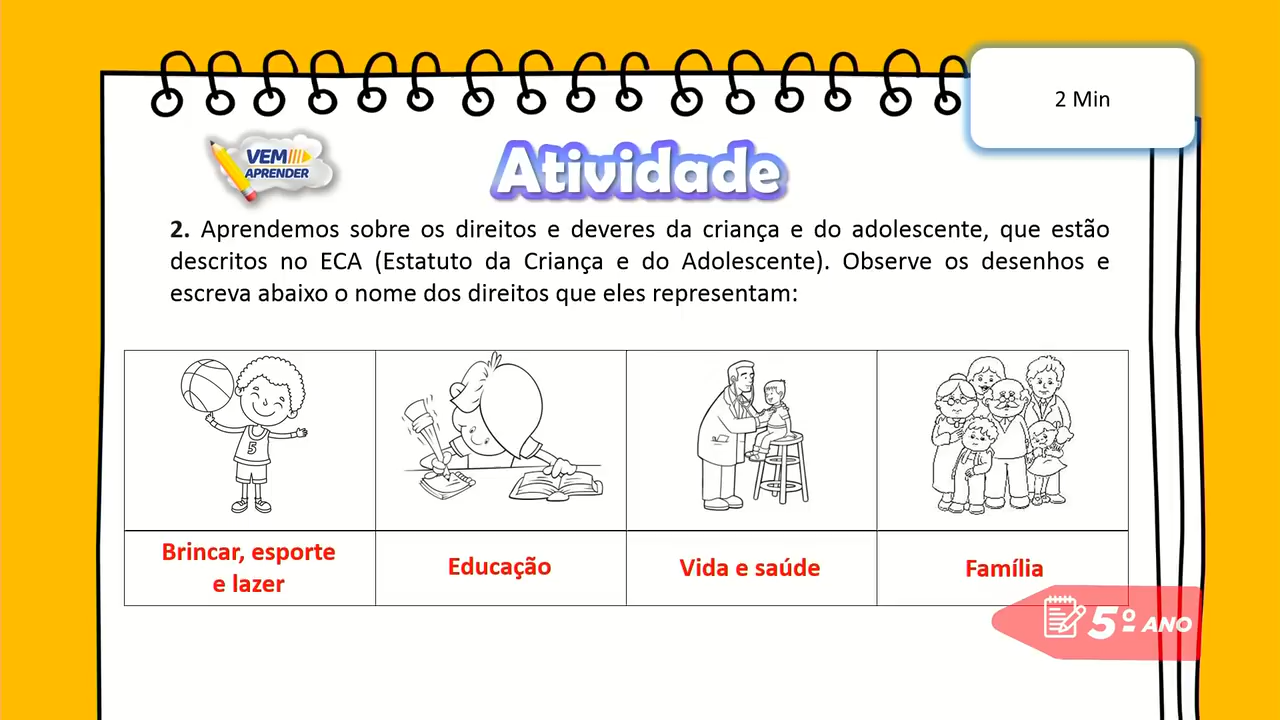 2 Min
VEM
APRENDER
Atividade
2. Aprendemos sobre os direitos e deveres da criança e do adolescente, que estão
descritos no ECA (Estatuto da Criança e do Adolescente). Observe os desenhos e
escreva abaixo o nome dos direitos que eles representam:
5
Brincar, esporte
e lazer
Educação
Vida e saúde
Família
5º ANO